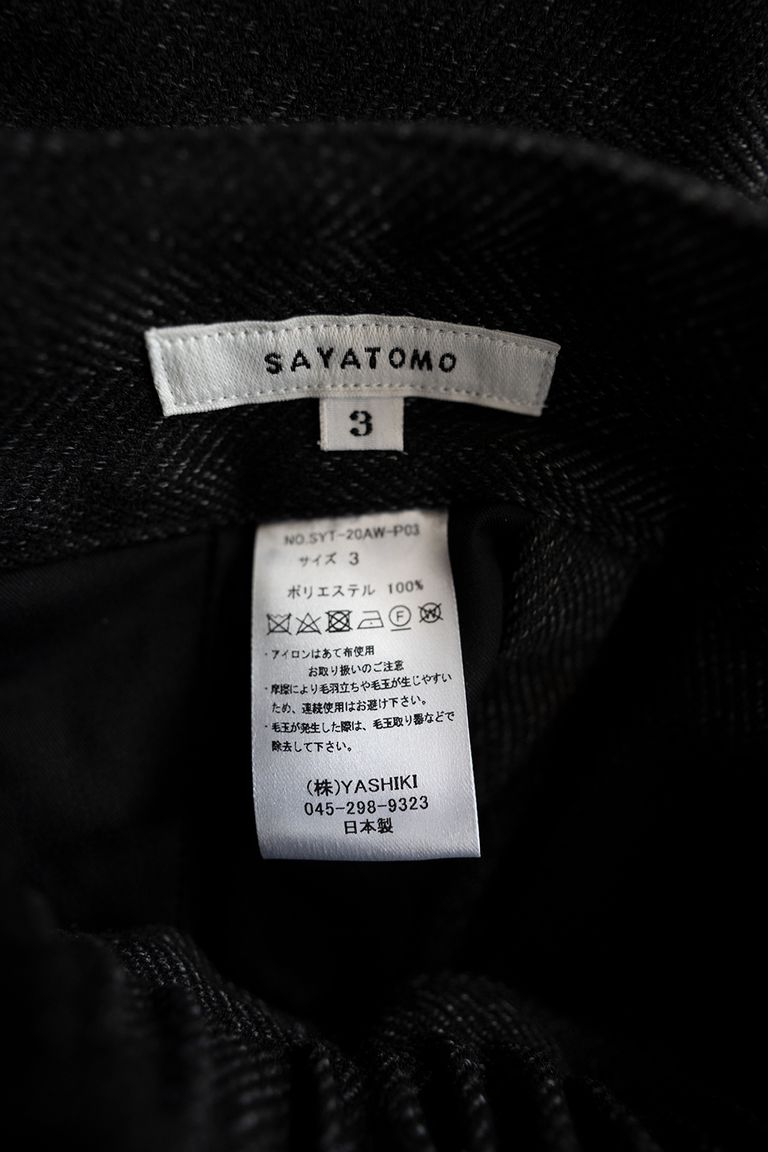 SAYATOMO
3
NO.SYT-20AW-P03
サイズ 3
ポリエステル 100%
F
W
・アイロンはあて布使用
お取り扱いのご注意
・摩擦により毛羽立ちや毛玉が生じやすい
ため、連続使用はお避け下さい。
・毛玉が発生した際は、毛玉取り器などで
除去して下さい。
(株)YASHIKI
045-298-9323
日本製